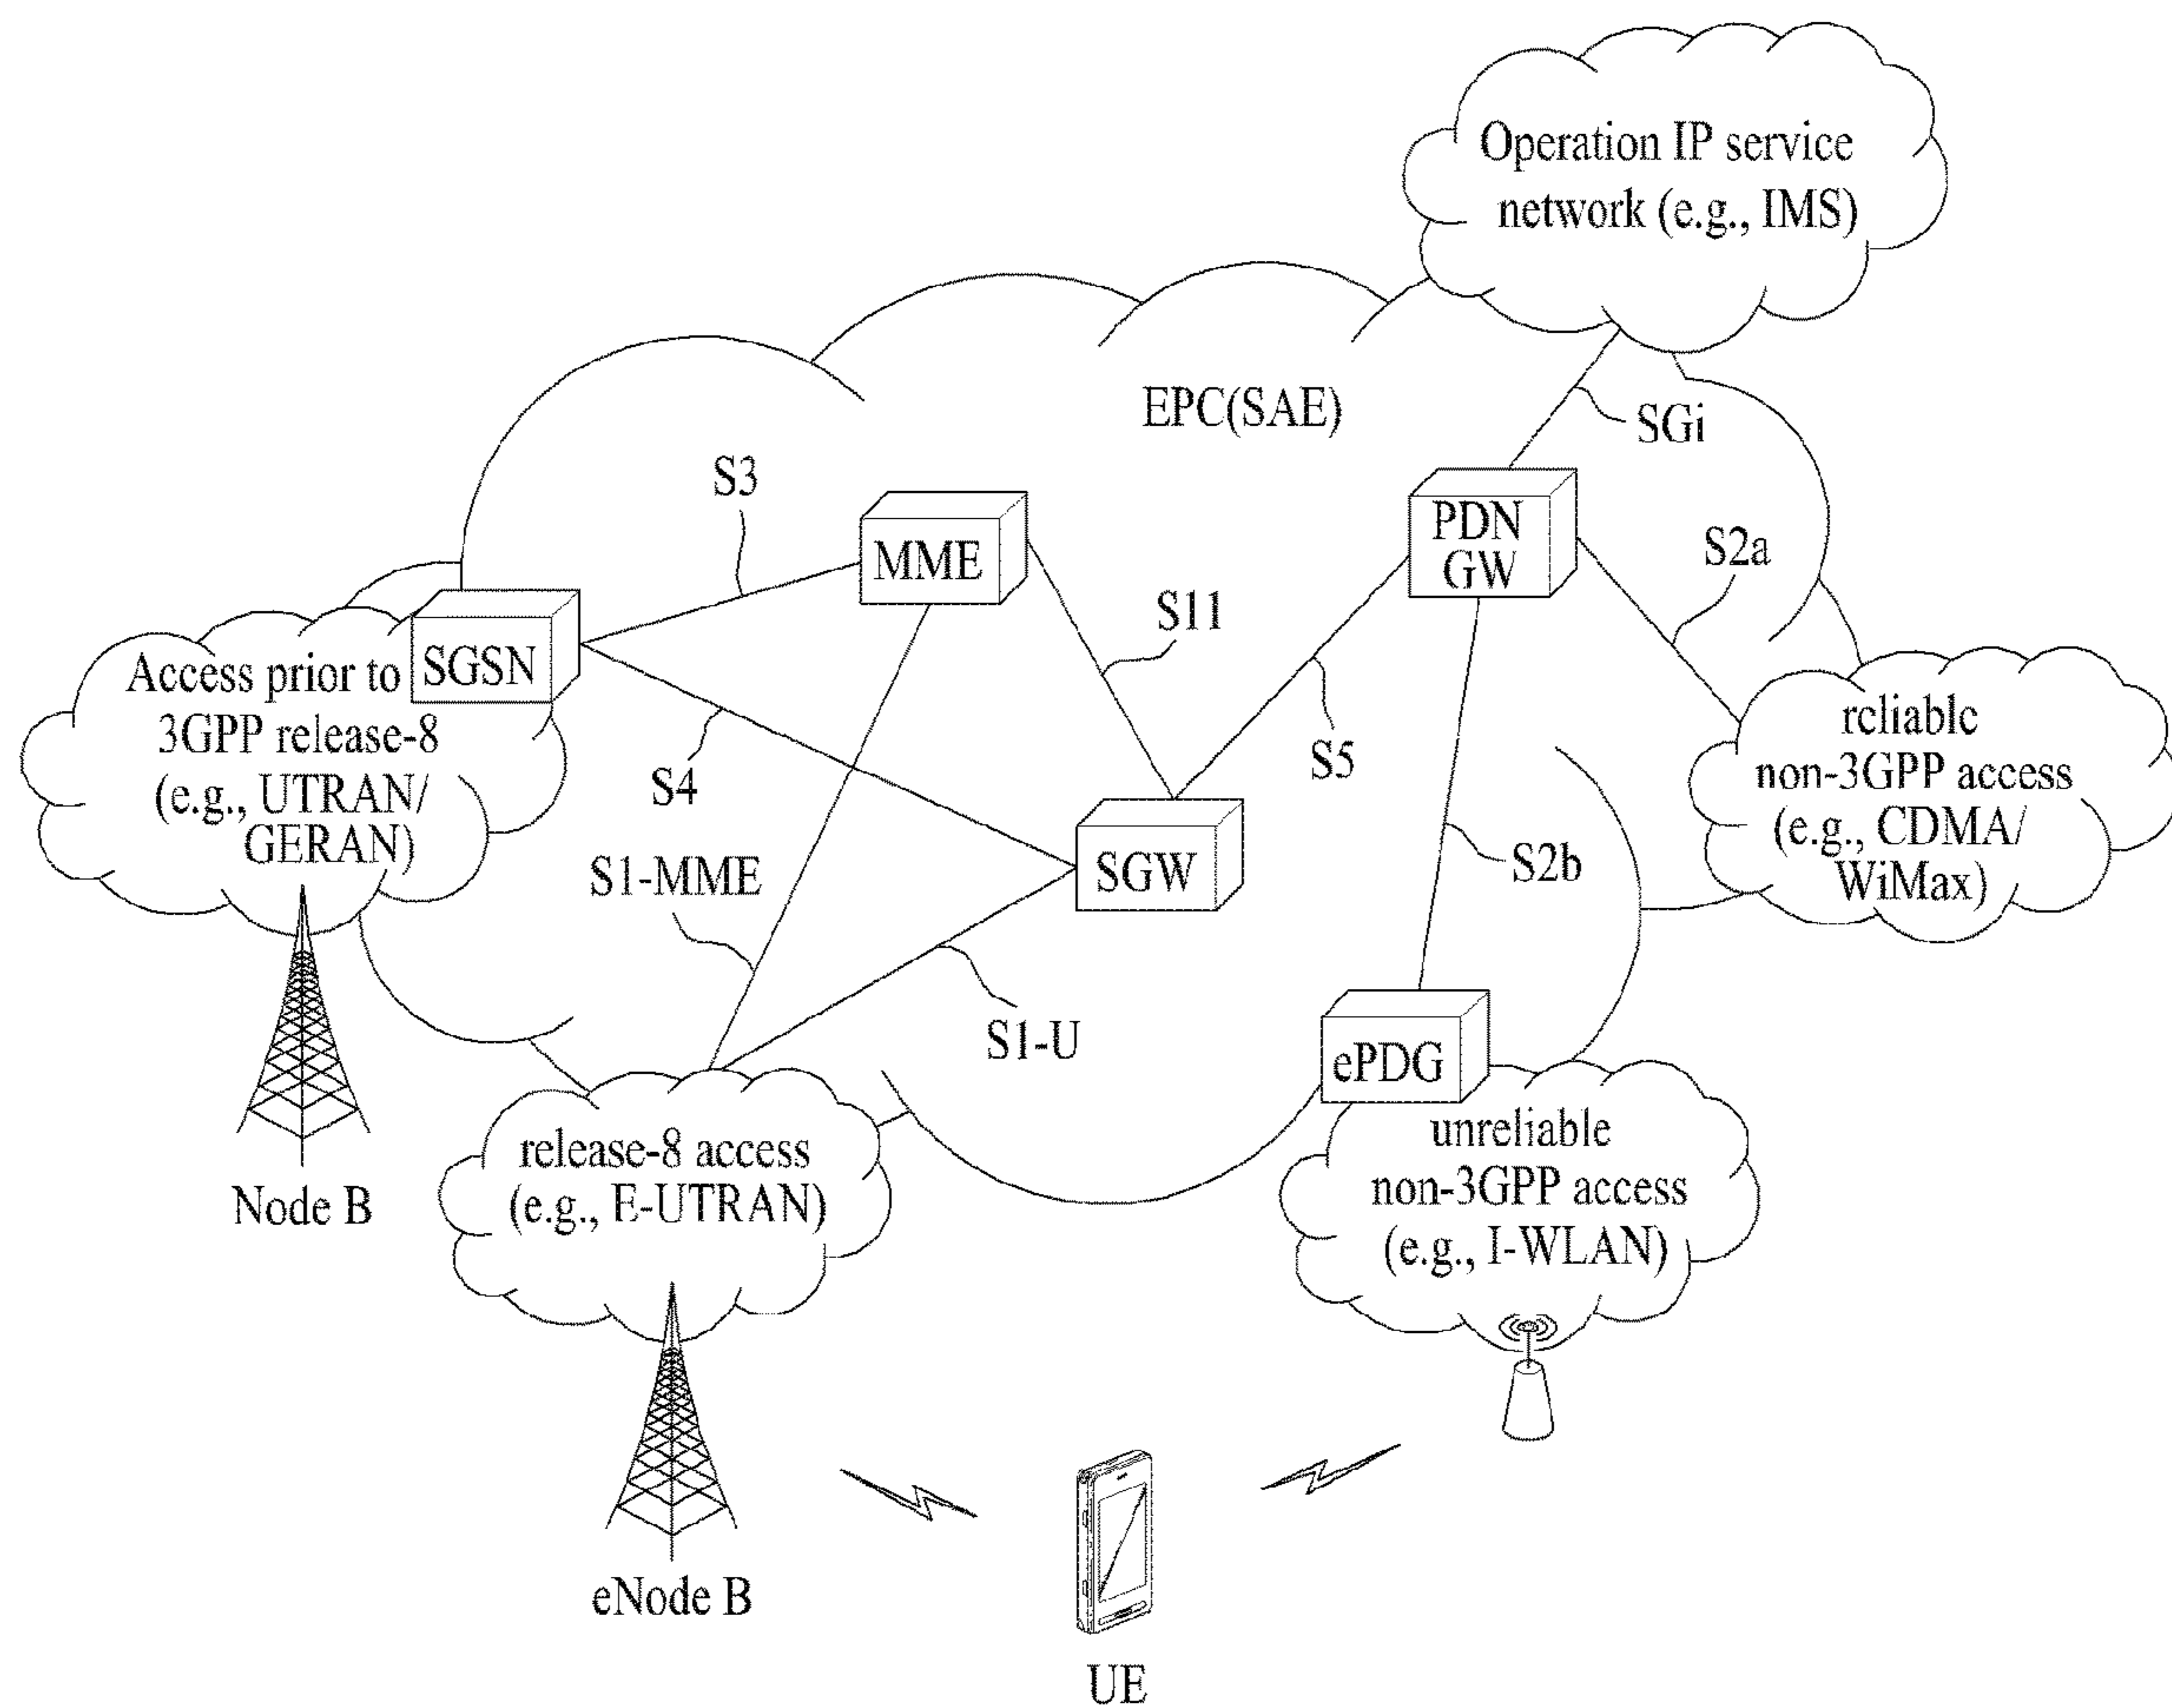 Operation IP service
network (e.g., IMS)
EPC(SAE)
SGi
S3
MME
PDN
GW
S2a
S11
SGSN
Access prior to
3GPP release-8
(e.g., UTRAN/
GERAN)
S4
S5
reliable
non-3GPP access
(e.g., CDMA/
WiMax)
S1-MME
SGW
S2b
S1-U
ePDG
Node B
release-8 access
(e.g., E-UTRAN)
unreliable
non-3GPP access
(e.g., I-WLAN)
eNode B
UE